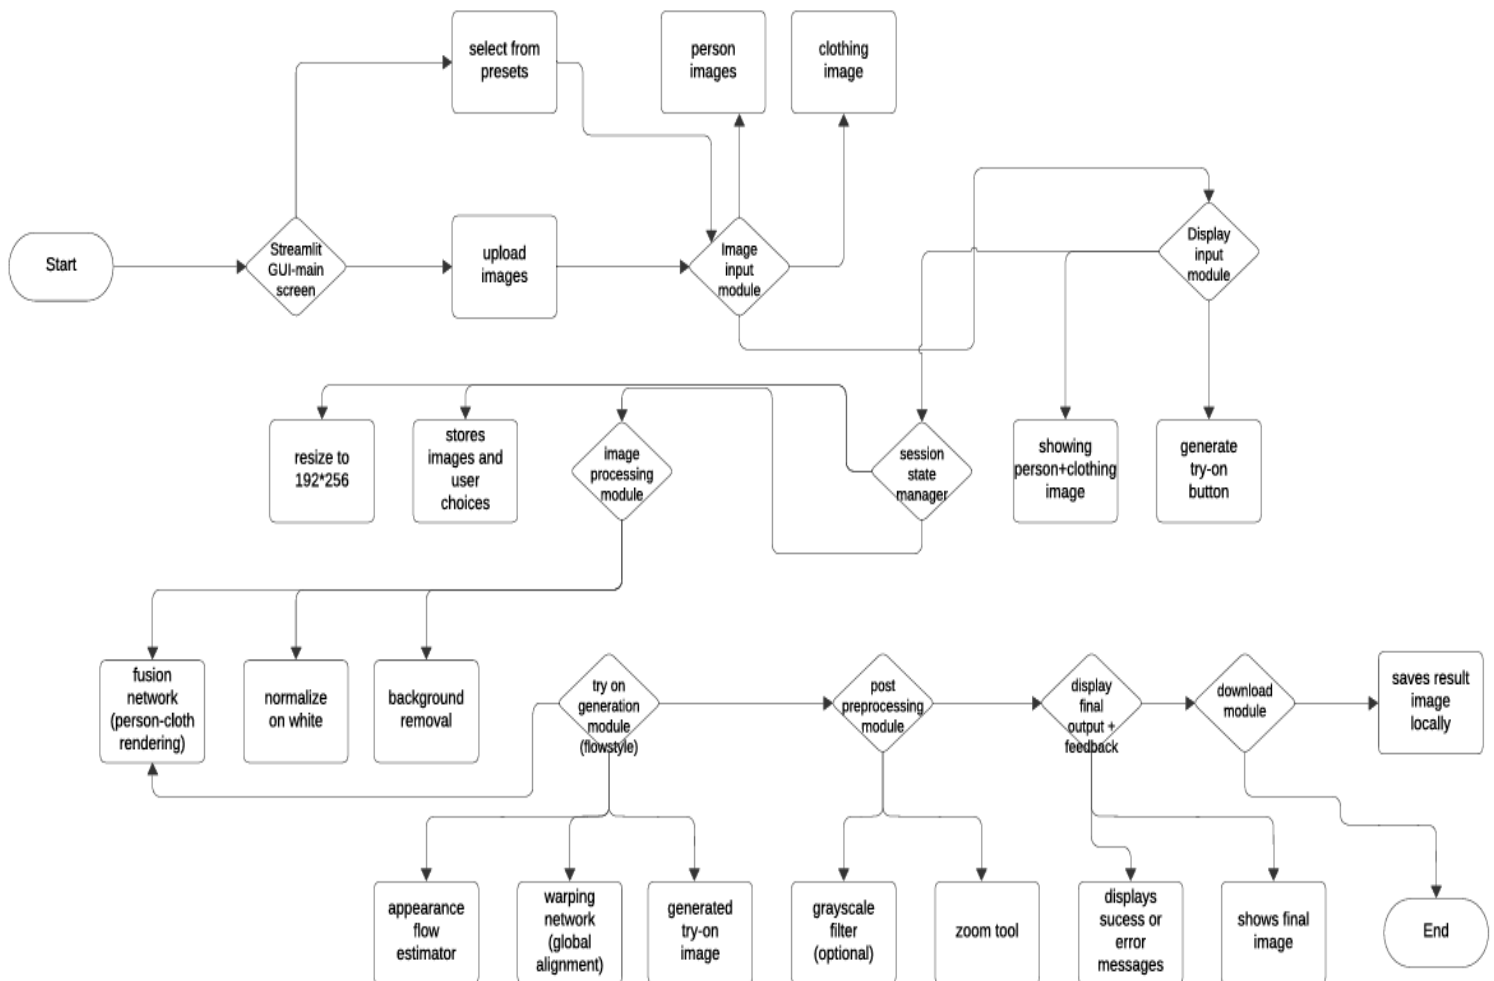 select from
presets
person
images
clothing
image
Start
Streamlit
GUI-main
screen
upload
images
Image
input
module
Display
input
module
resize to
192*256
stores
images and
user
choices
image
processing
module
session
state
manager
showing
person+clothing
image
generate
try-on
button
fusion
network
(person-cloth
rendering)
normalize
on white
background
removal
try on
generation
module
(flowstyle)
post
preprocessing
module
display
final
output +
feedback
download
module
saves result
image
locally
appearance
flow
estimator
warping
network
(global
alignment)
generated
try-on
image
grayscale
filter
(optional)
zoom tool
displays
sucess or
error
messages
shows final
image
End